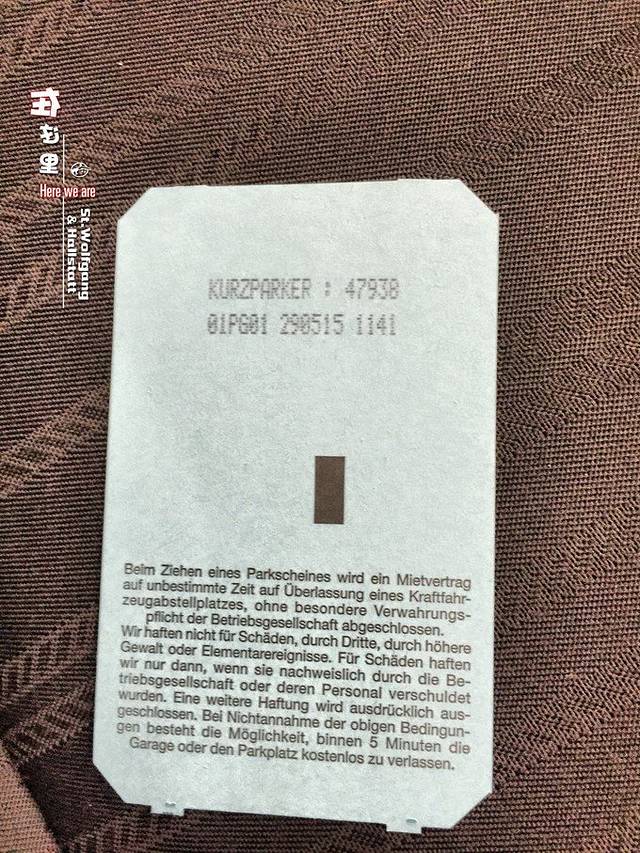 在这里
Here we are
St.Wolfgang
& Hallstatt
KURZPARKER : 47938
01PG01 290515 1141
Beim Ziehen eines Parkscheines wird ein Mietvertrag
auf unbestimmte Zeit auf Überlassung eines Kraftfahr-
zeugabstellplatzes, ohne besondere Verwahrungs-
pflicht der Betriebsgesellschaft abgeschlossen.
Wir haften nicht für Schäden, durch Dritte, durch höhere
Gewalt oder Elementarereignisse. Für Schäden haften
wir nur dann, wenn sie nachweislich durch die Be-
triebsgesellschaft oder deren Personal verschuldet
wurden. Eine weitere Haftung wird ausdrücklich aus-
geschlossen. Bei Nichtannahme der obigen Bedingun-
gen besteht die Möglichkeit, binnen 5 Minuten die
Garage oder den Parkplatz kostenlos zu verlassen.